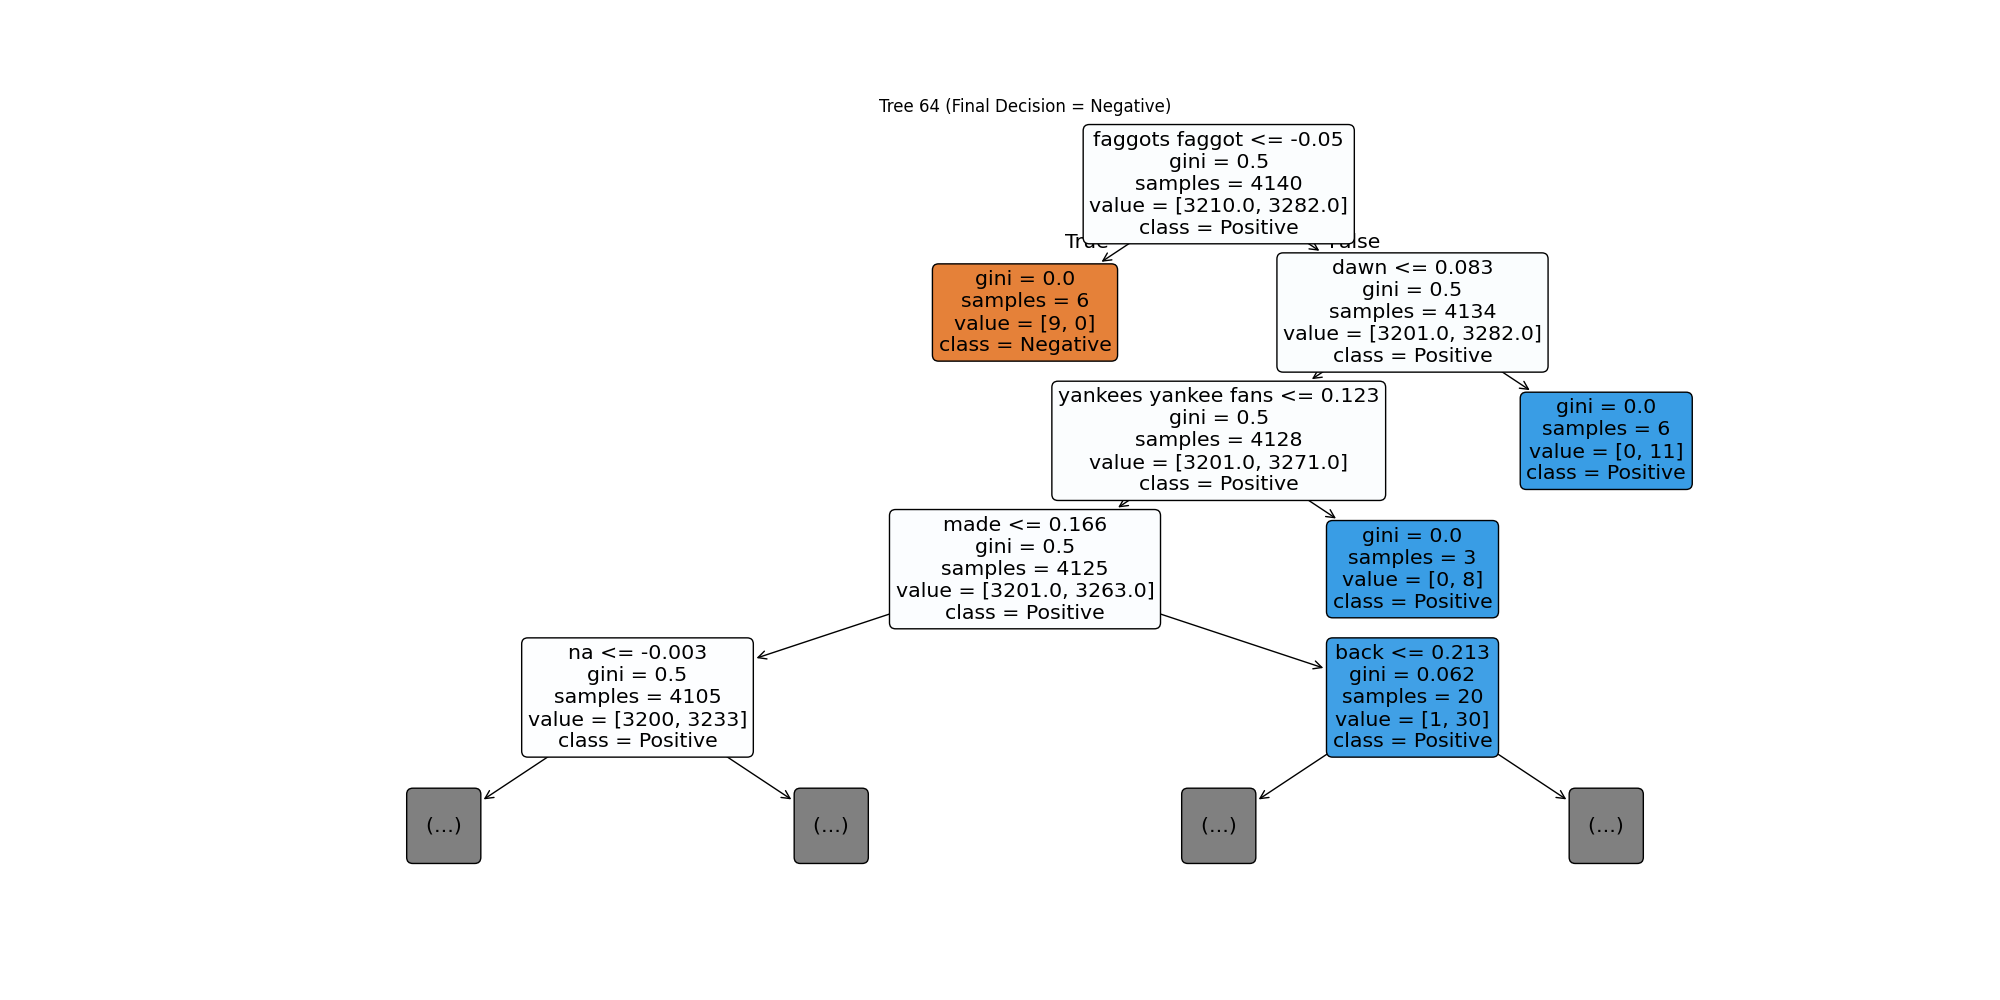 Tree 64 (Final Decision = Negative)
faggots faggot <= -0.05
gini = 0.5
samples = 4140
value = [3210.0, 3282.0]
class = Positive
True
False
gini = 0.0
samples = 6
value = [9, 0]
class = Negative
dawn <= 0.083
gini = 0.5
samples = 4134
value = [3201.0, 3282.0]
class = Positive
yankees yankee fans <= 0.123
gini = 0.5
samples = 4128
value = [3201.0, 3271.0]
class = Positive
gini = 0.0
samples = 6
value = [0, 11]
class = Positive
made <= 0.166
gini = 0.5
samples = 4125
value = [3201.0, 3263.0]
class = Positive
gini = 0.0
samples = 3
value = [0, 8]
class = Positive
na <= -0.003
gini = 0.5
samples = 4105
value = [3200, 3233]
class = Positive
back <= 0.213
gini = 0.062
samples = 20
value = [1, 30]
class = Positive
(...)
(...)
(...)
(...)